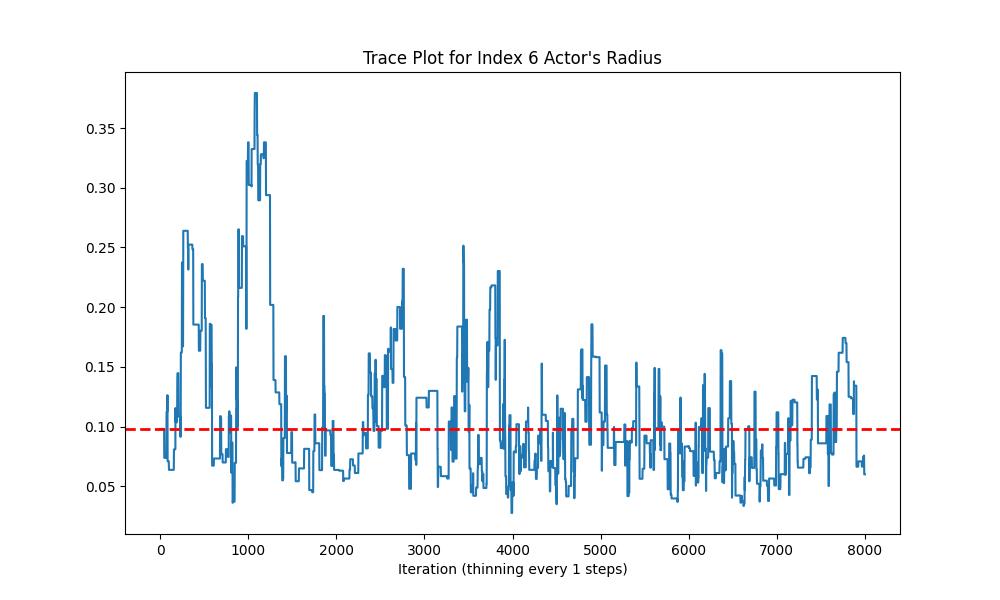 Trace Plot for Index 6 Actor's Radius
0.35
0.30
0.25
0.20
0.15
0.10
0.05
0 1000 2000 3000 4000 5000 6000 7000 8000
Iteration (thinning every 1 steps)